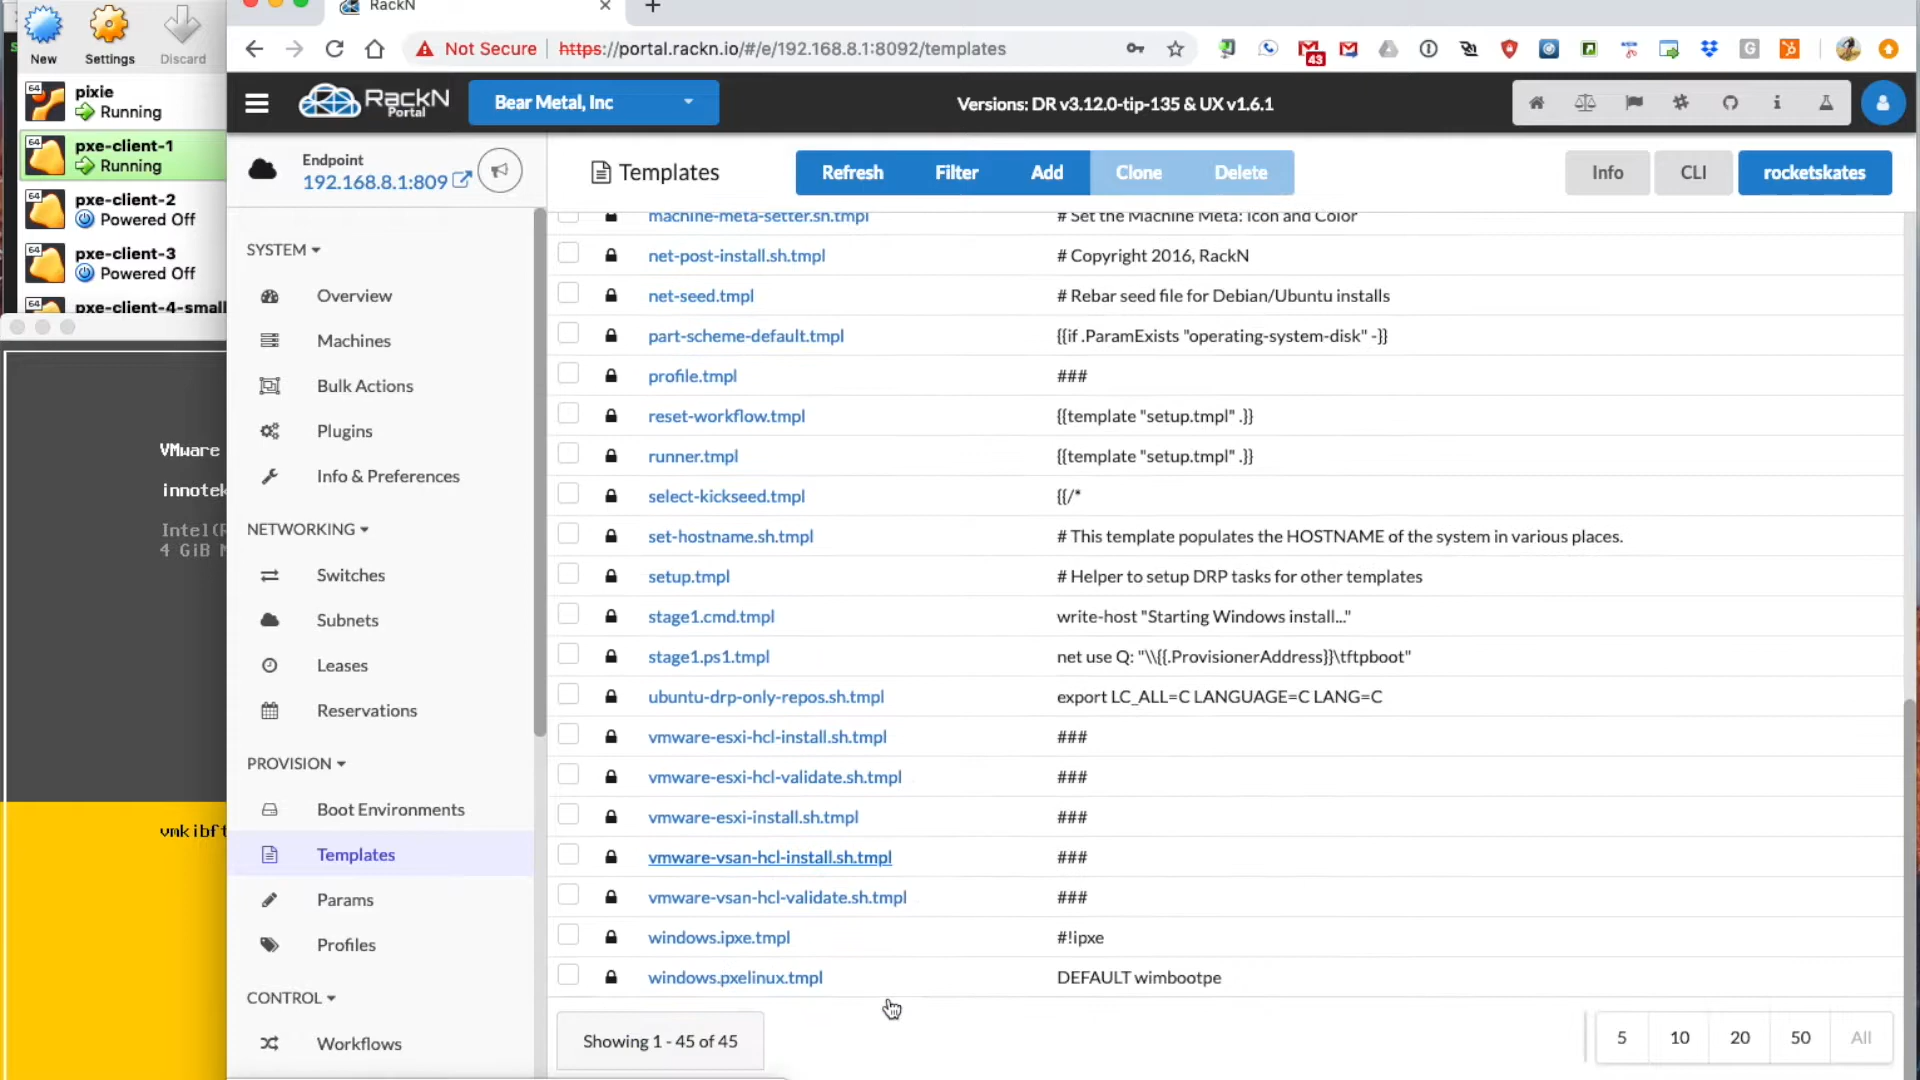 RackN
New
Settings
Discard
Not Secure
https://portal.rackn.io/#/e/192.168.8.1:8092/templates
43
64
pixie
Running
64
pxe-client-1
Running
64
pxe-client-2
Powered Off
64
pxe-client-3
Powered Off
64
pxe-client-4-small
VMware
innotek
Intel(R
4 GiB M
vmkibft
RackN
Portal
Bear Metal, Inc
Versions: DR v3.12.0-tip-135 & UX v1.6.1
Endpoint
192.168.8.1:809
Templates
Refresh
Filter
Add
Clone
Delete
Info
CLI
rocketskates
SYSTEM
Overview
Machines
Bulk Actions
Plugins
Info & Preferences
NETWORKING
Switches
Subnets
Leases
Reservations
PROVISION
Boot Environments
Templates
Params
Profiles
CONTROL
Workflows
machine-meta-setter.sh.tmpl # Set the Machine Meta: Icon and Color
net-post-install.sh.tmpl # Copyright 2016, RackN
net-seed.tmpl # Rebar seed file for Debian/Ubuntu installs
part-scheme-default.tmpl {{if .ParamExists "operating-system-disk" -}}
profile.tmpl ###
reset-workflow.tmpl {{template "setup.tmpl" .}}
runner.tmpl {{template "setup.tmpl" .}}
select-kickseed.tmpl {{/*
set-hostname.sh.tmpl # This template populates the HOSTNAME of the system in various places.
setup.tmpl # Helper to setup DRP tasks for other templates
stage1.cmd.tmpl write-host "Starting Windows install..."
stage1.ps1.tmpl net use Q: "\\{{.ProvisionerAddress}}\tftpboot"
ubuntu-drp-only-repos.sh.tmpl export LC_ALL=C LANGUAGE=C LANG=C
vmware-esxi-hcl-install.sh.tmpl ###
vmware-esxi-hcl-validate.sh.tmpl ###
vmware-esxi-install.sh.tmpl ###
vmware-vsan-hcl-install.sh.tmpl ###
vmware-vsan-hcl-validate.sh.tmpl ###
windows.ipxe.tmpl #!ipxe
windows.pxelinux.tmpl DEFAULT wimbootpe
Showing 1 - 45 of 45
5 10 20 50 All